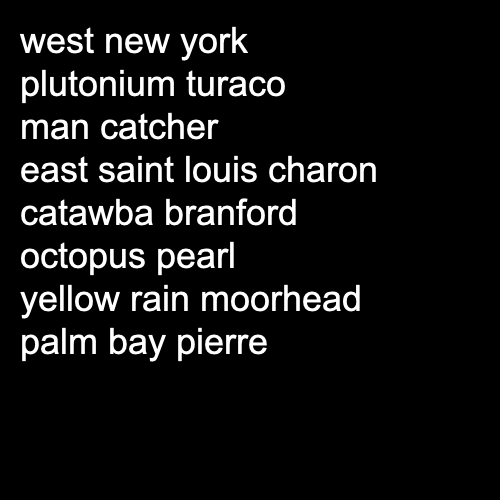 west new york
plutonium turaco
man catcher
east saint louis charon
catawba branford
octopus pearl
yellow rain moorhead
palm bay pierre